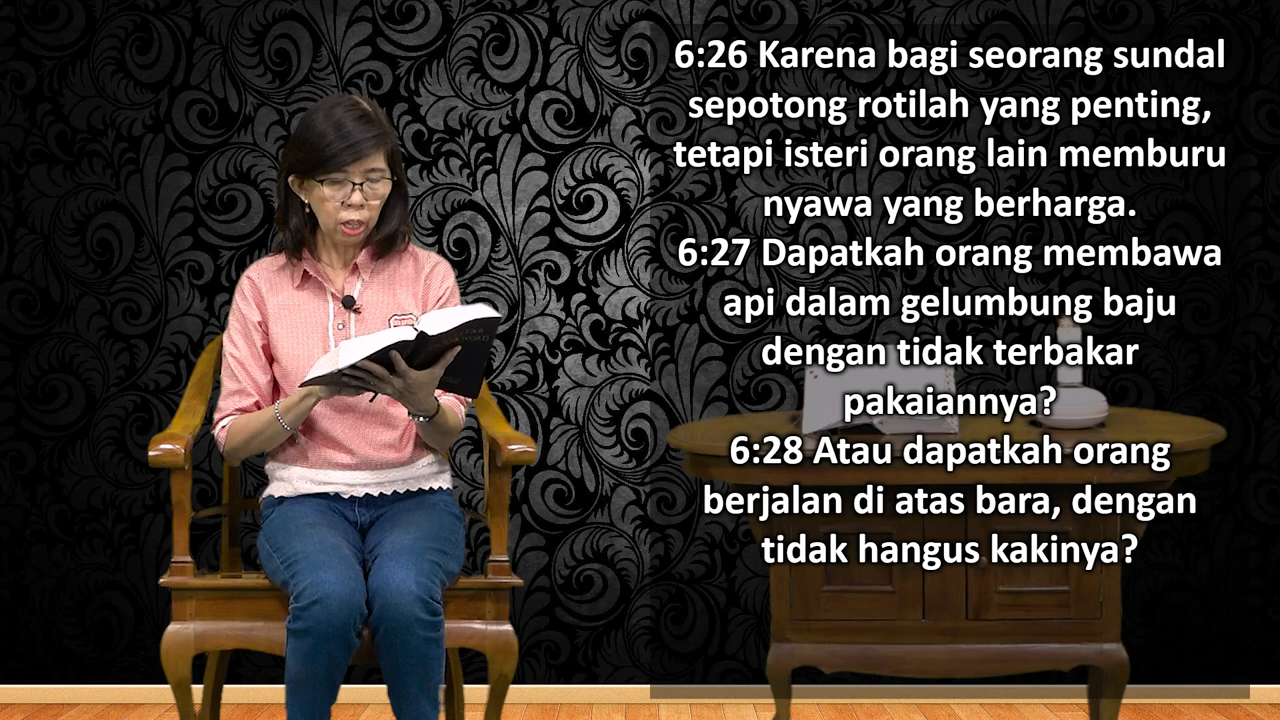 6:26 Karena bagi seorang sundal
sepotong rotilah yang penting,
tetapi isteri orang lain memburu
nyawa yang berharga.
6:27 Dapatkah orang membawa
api dalam gelumbung baju
dengan tidak terbakar
pakaiannya?
6:28 Atau dapatkah orang
berjalan di atas bara, dengan
tidak hangus kakinya?